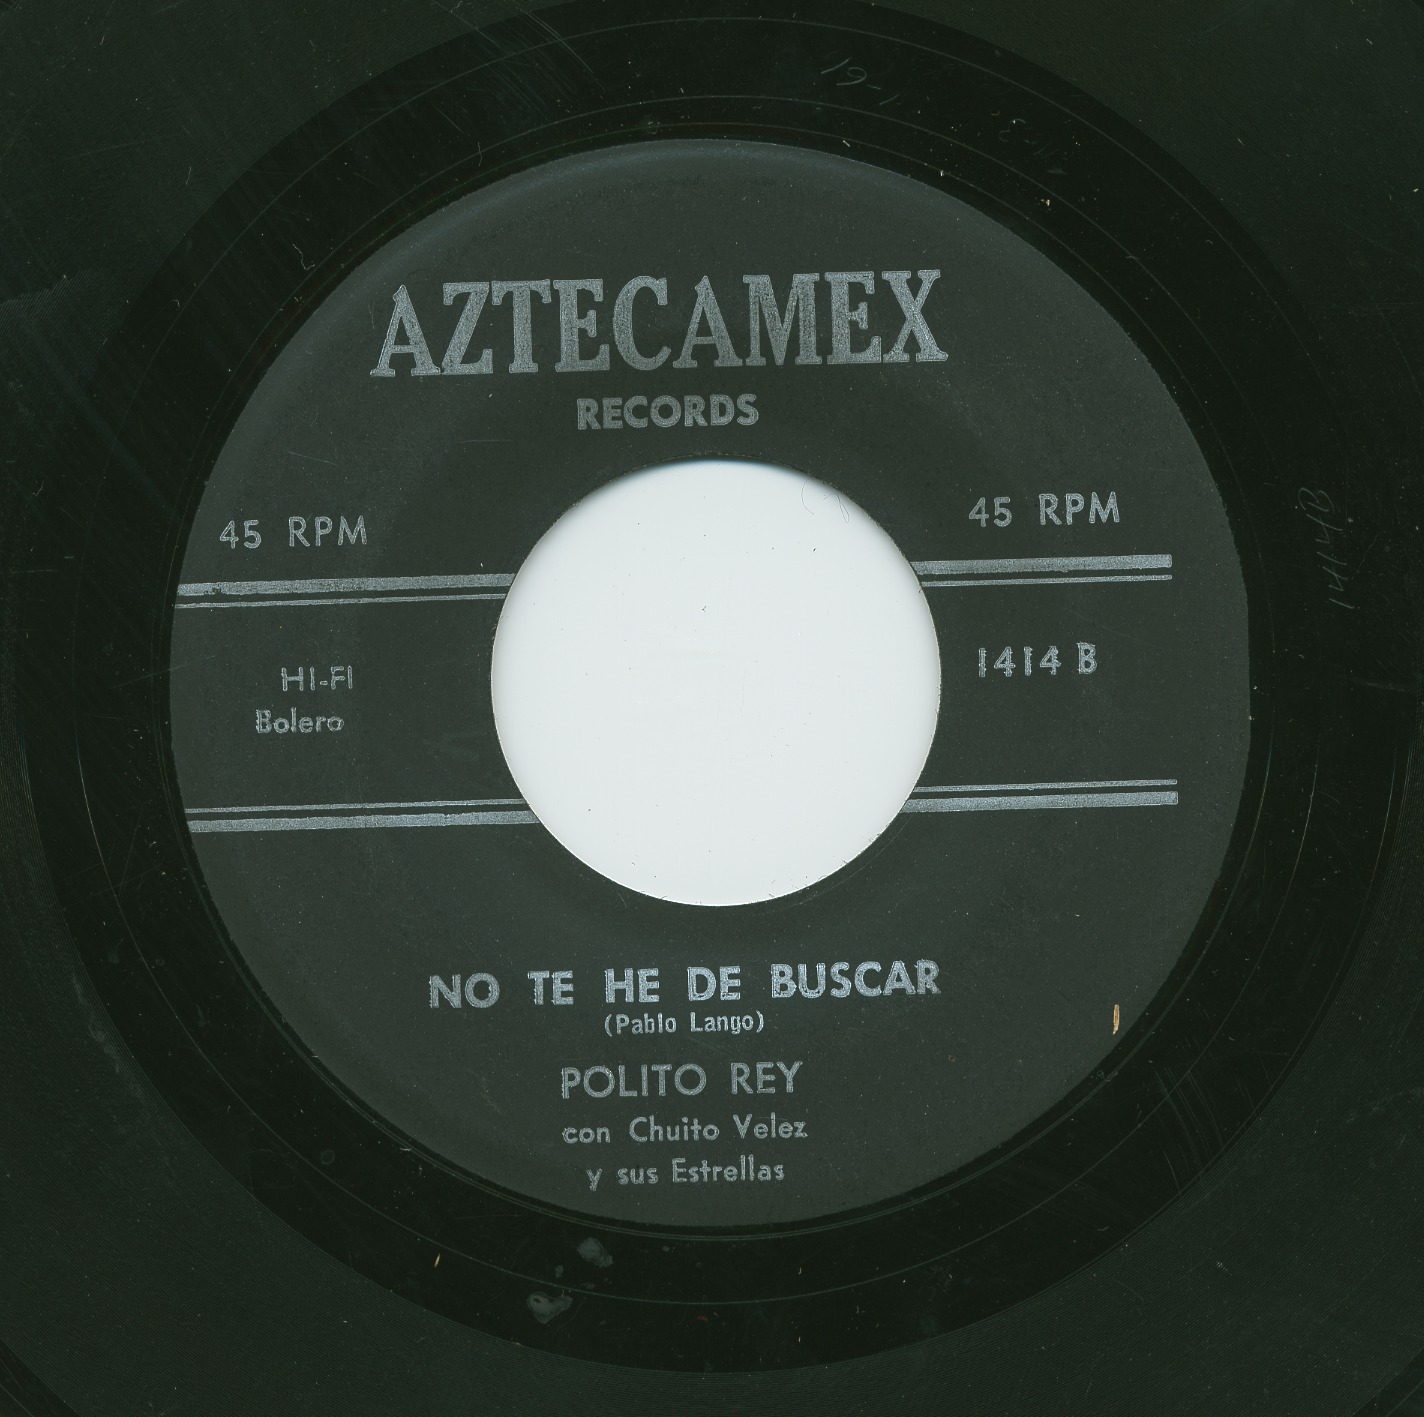 AZTECAMEX
RECORDS
45 RPM
45 RPM
HI-FI
Bolero
1414 B
NO TE HE DE BUSCAR
(Pablo Lango)
POLITO REY
con Chuito Velez
y sus Estrellas